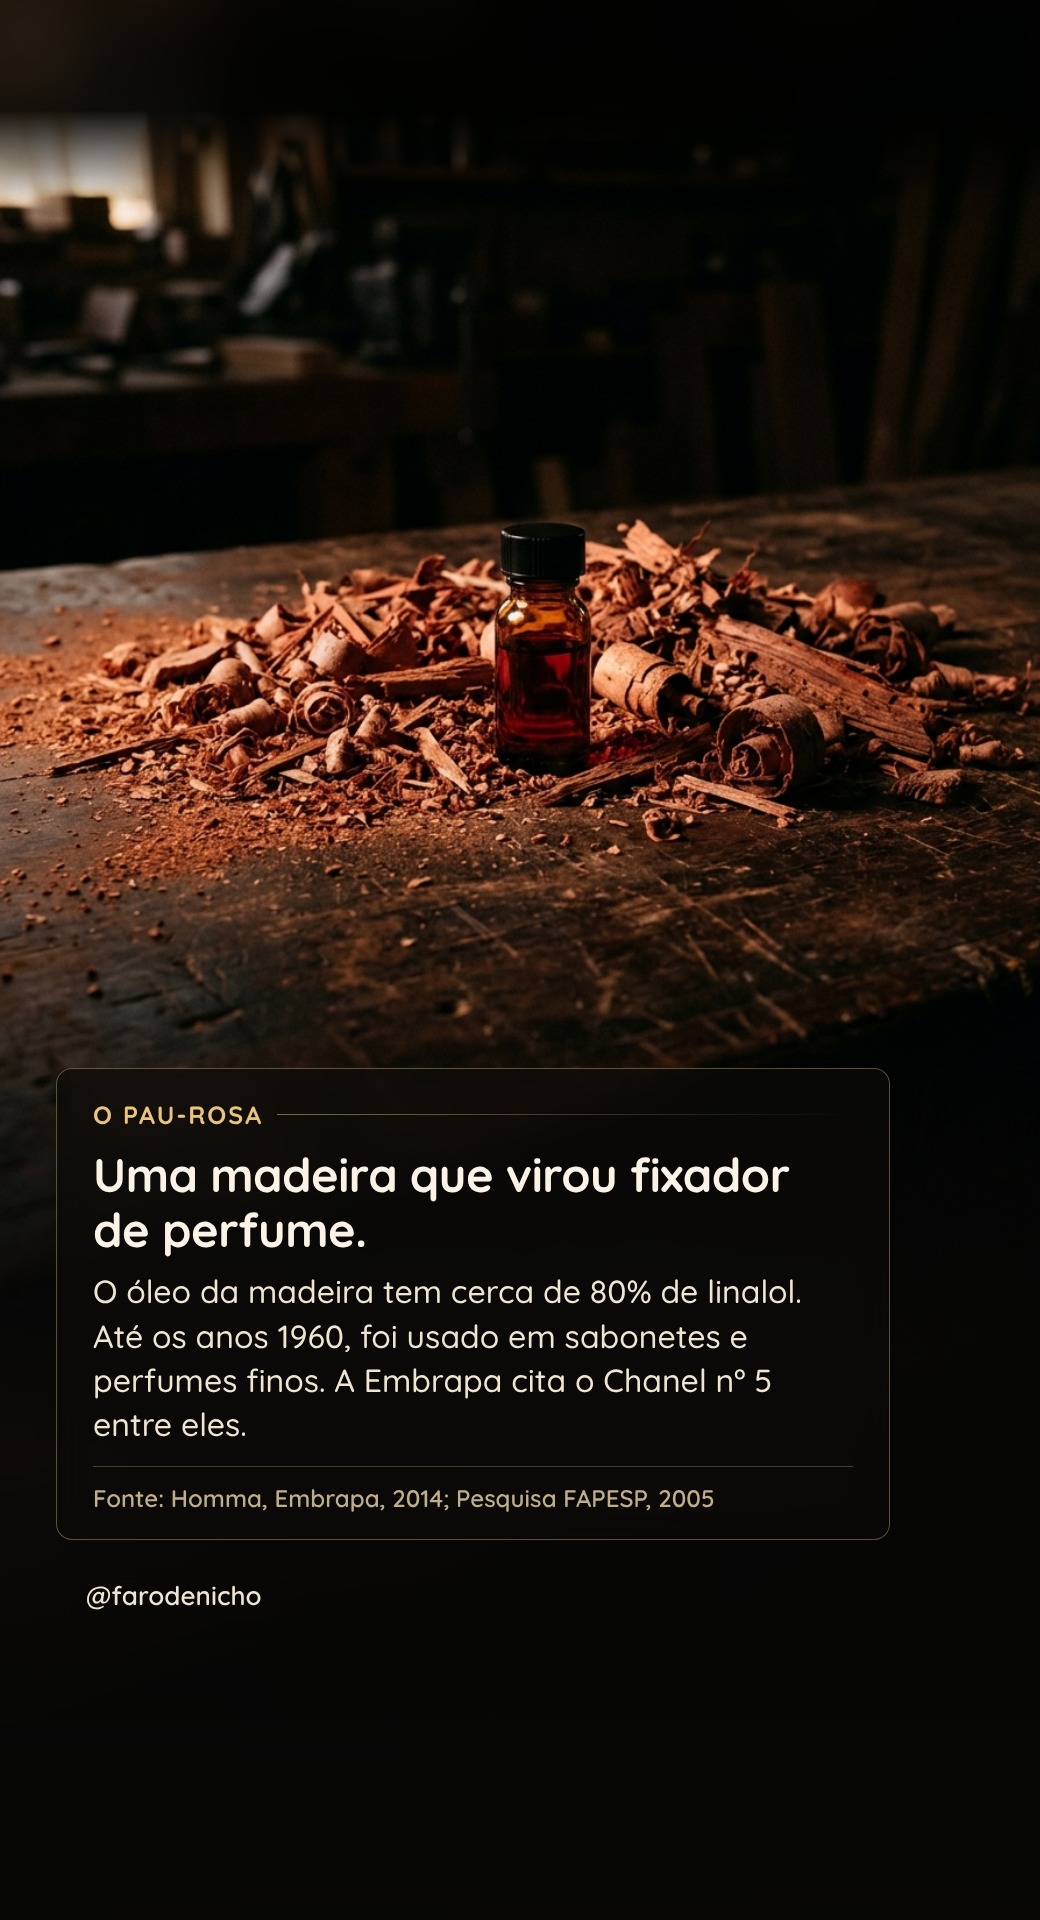 O PAU-ROSA
Uma madeira que virou fixador
de perfume.
O óleo da madeira tem cerca de 80% de linalol.
Até os anos 1960, foi usado em sabonetes e
perfumes finos. A Embrapa cita o Chanel nº 5
entre eles.
Fonte: Homma, Embrapa, 2014; Pesquisa FAPESP, 2005
@farodenicho